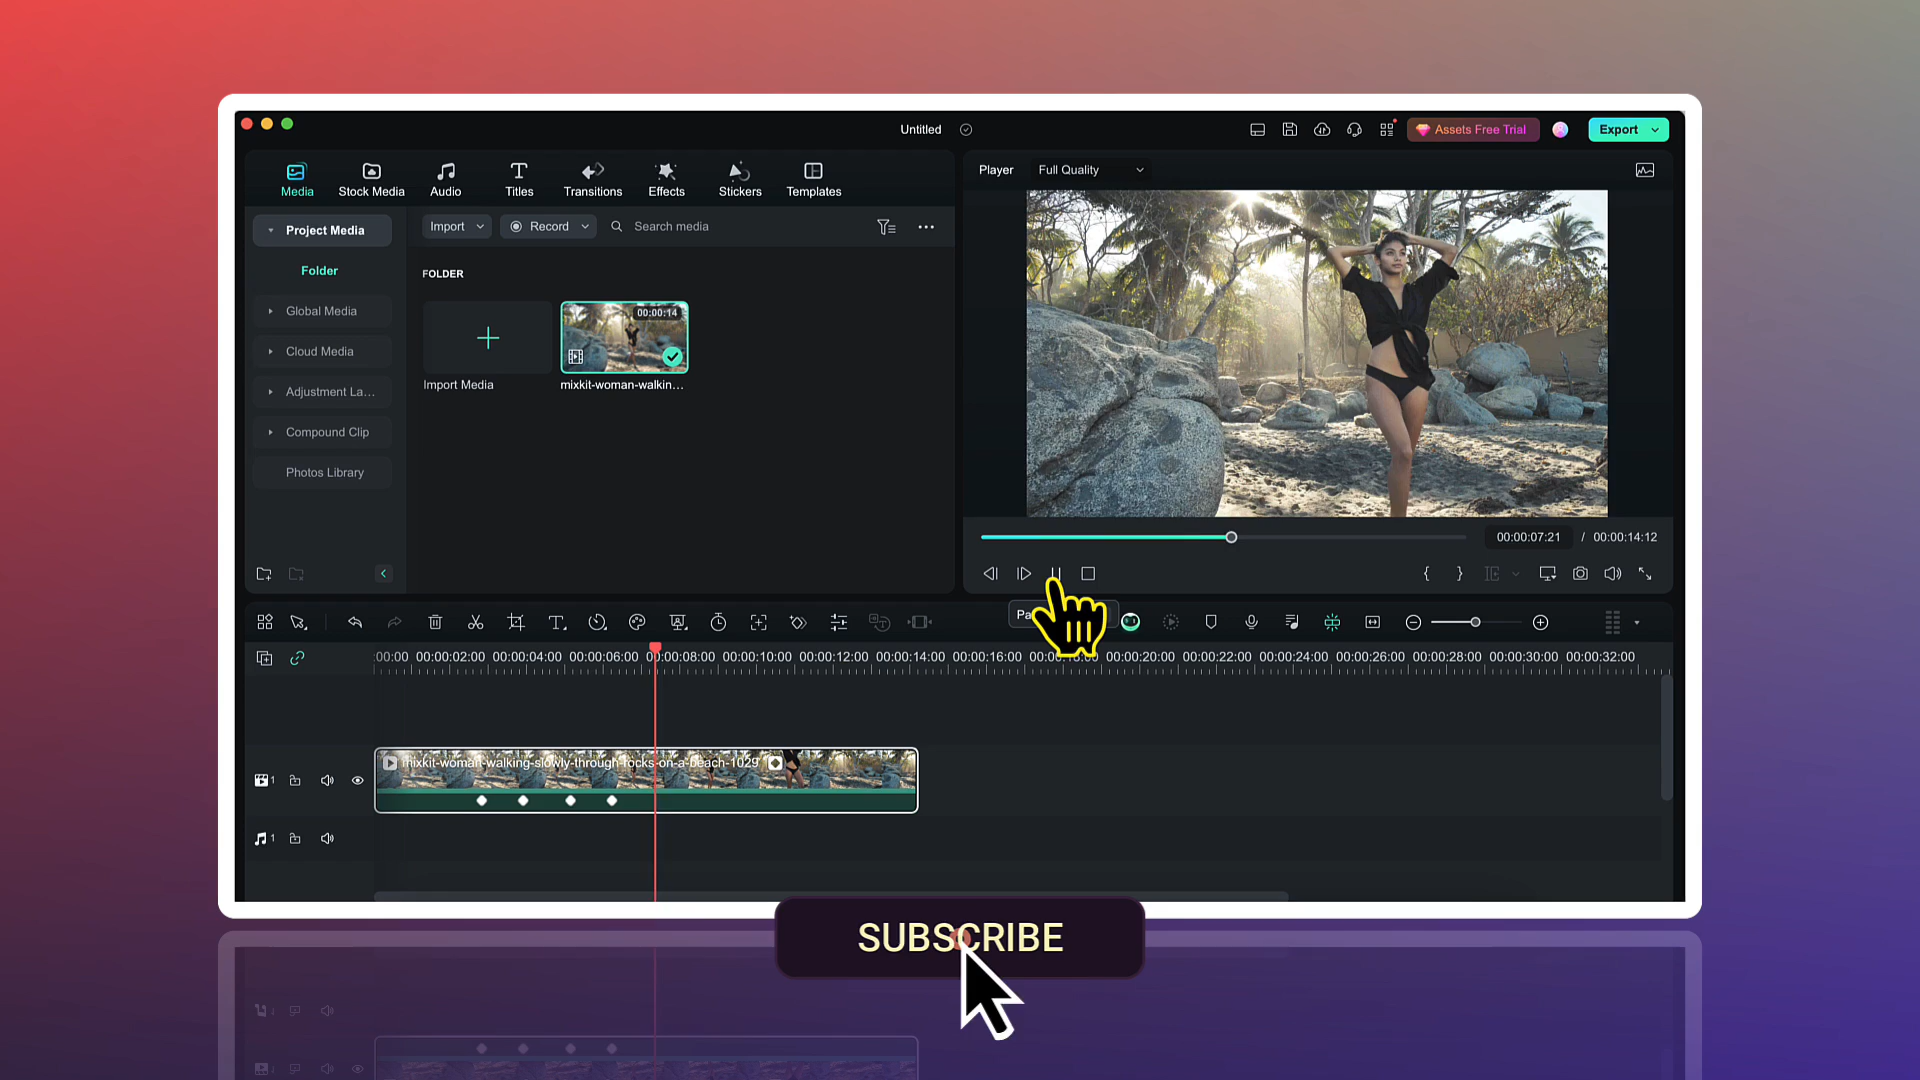 Untitled
Assets Free Trial
Export
Media
Stock Media
Audio
Titles
Transitions
Effects
Stickers
Templates
Player
Full Quality
Project Media
Import
Record
Search media
Folder
FOLDER
Global Media
Cloud Media
Adjustment La...
Compound Clip
Photos Library
00:00:14
Import Media
mixkit-woman-walkin...
00:00:07:21 / 00:00:14:12
:00:00 00:00:02:00 00:00:04:00 00:00:06:00 00:00:08:00 00:00:10:00 00:00:12:00 00:00:14:00 00:00:16:00 00:00:18:00 00:00:20:00 00:00:22:00 00:00:24:00 00:00:26:00 00:00:28:00 00:00:30:00 00:00:32:00
mixkit-woman-walking-slowly-through-rocks-on-a-beach-1029
1
1
SUBSCRIBE